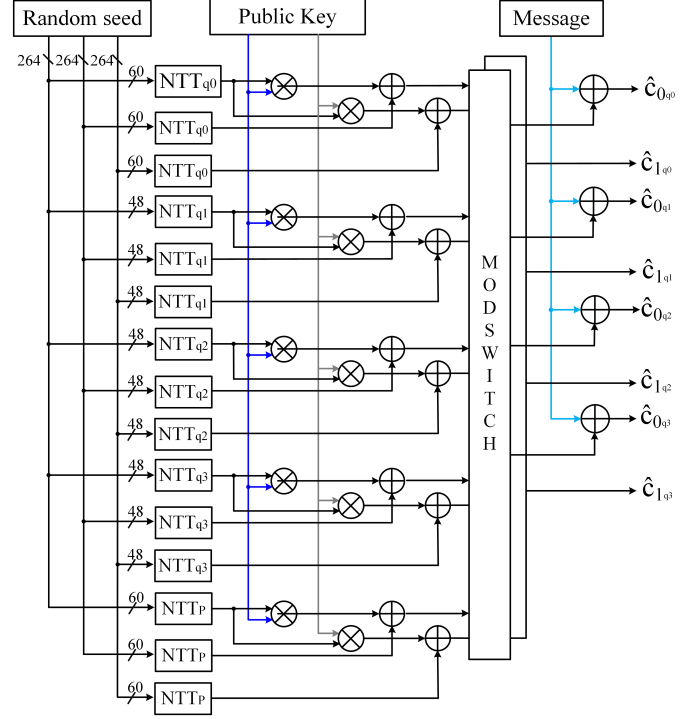 Random seed
Public Key
Message
264 264 264
60 NTTq0
60 NTTq0
60 NTTq0
48 NTTq1
48 NTTq1
48 NTTq1
48 NTTq2
48 NTTq2
48 NTTq2
48 NTTq3
48 NTTq3
48 NTTq3
60 NTTP
60 NTTP
60 NTTP
M
O
D
S
W
I
T
C
H
ĉ0q0
ĉ1q0
ĉ0q1
ĉ1q1
ĉ0q2
ĉ1q2
ĉ0q3
ĉ1q3